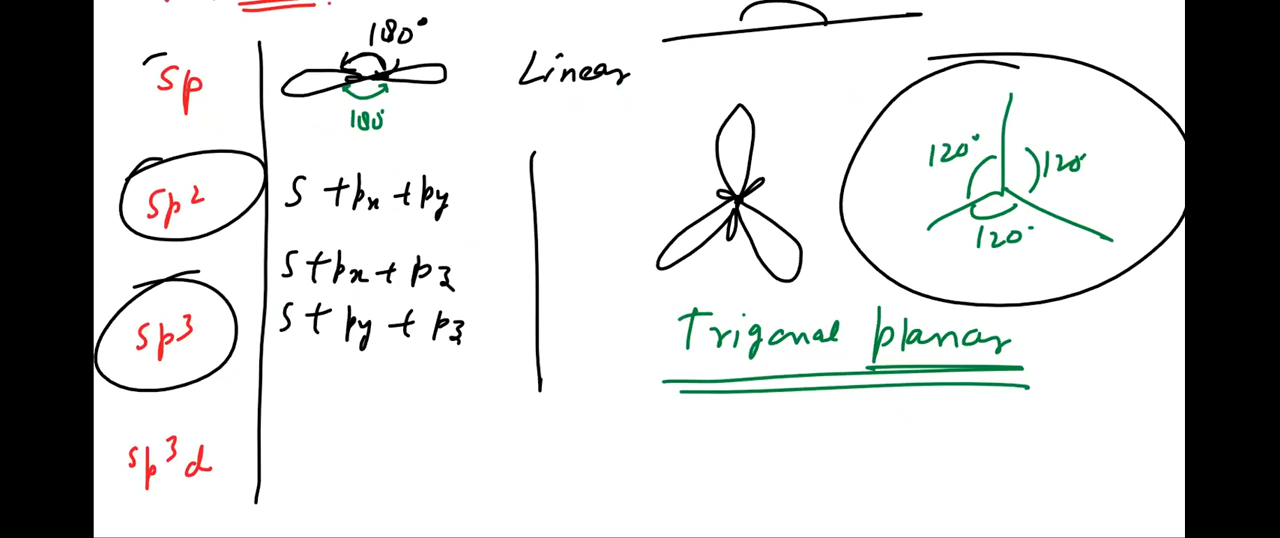 180°
sp
Linear
180°
sp²
s + px + py
120°
120°
120°
s + px + pz
sp³
s + py + pz
Trigonal planar
sp³d